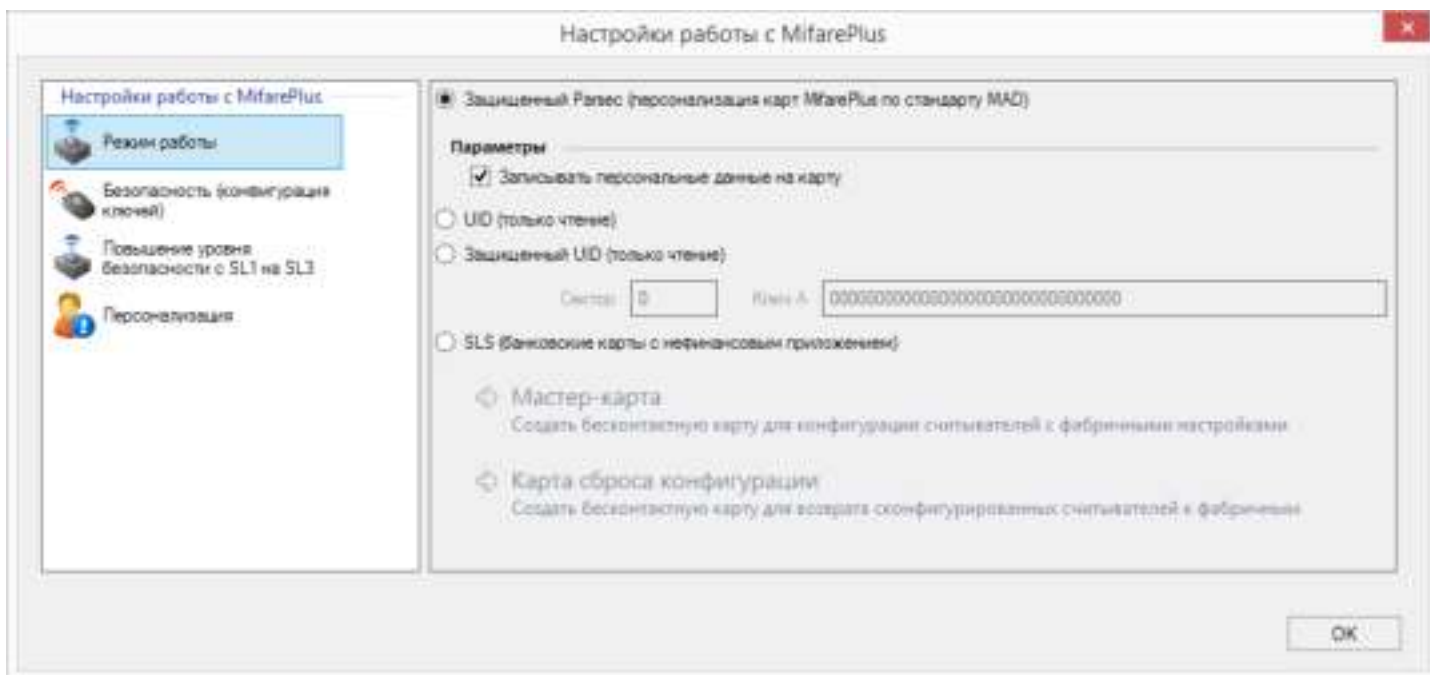 Настройки работы с MifarePlus
Настройки работы с MifarePlus
Режим работы
Безопасность (конфигурация
ключей)
Повышение уровня
безопасности с SL1 на SL3
Персонализация
Защищенный Parsec (персонализация карт MifarePlus по стандарту MAD)
Параметры
Записывать персональные данные на карту
UID (только чтение)
Защищенный UID (только чтение)
Сектор 0 Ключ A
SLS (банковские карты с нефинансовым приложением)
Мастер-карта
Создать бесконтактную карту для конфигурации считывателей с фабричными настройками
Карта сброса конфигурации
Создать бесконтактную карту для возврата сконфигурированных считывателей к фабричным
OK